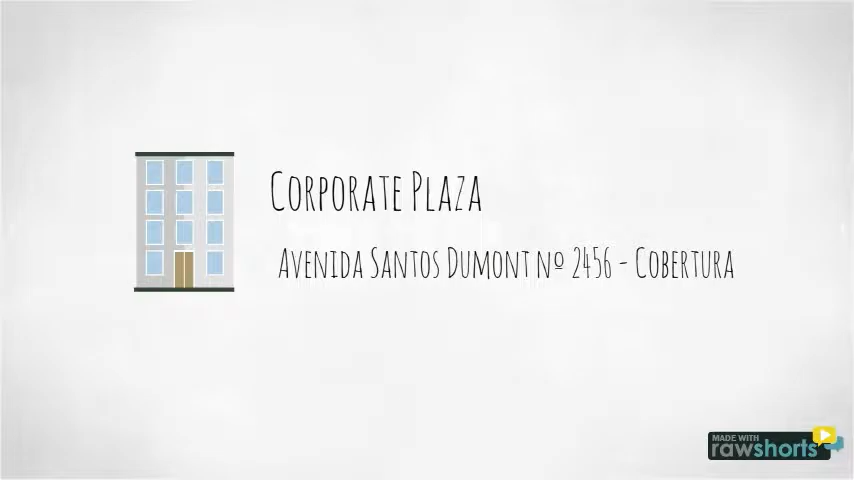 Corporate Plaza
Avenida Santos Dumont nº 2456 - Cobertura
MADE WITH
rawshorts